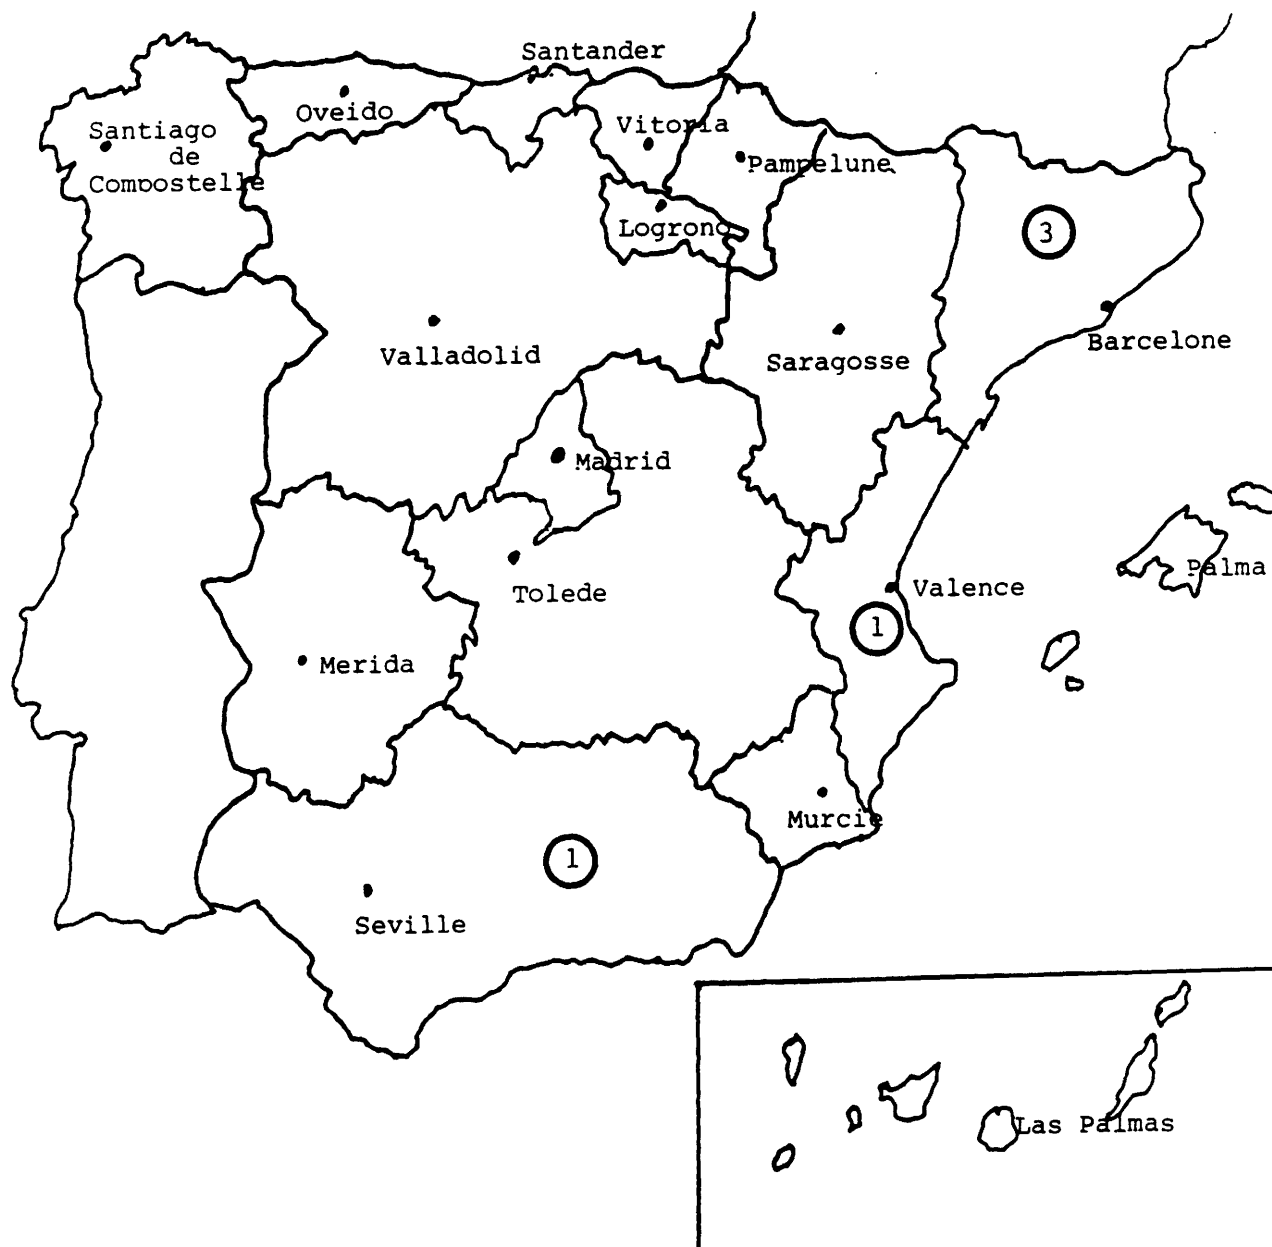 Santander
Oveido
Santiago
de
Compostelle
Vitoria
Pampelune
Logrono
3
Barcelone
Valladolid
Saragosse
Madrid
Tolede
Valence
Palma
1
Merida
Murcie
1
Seville
Las Palmas